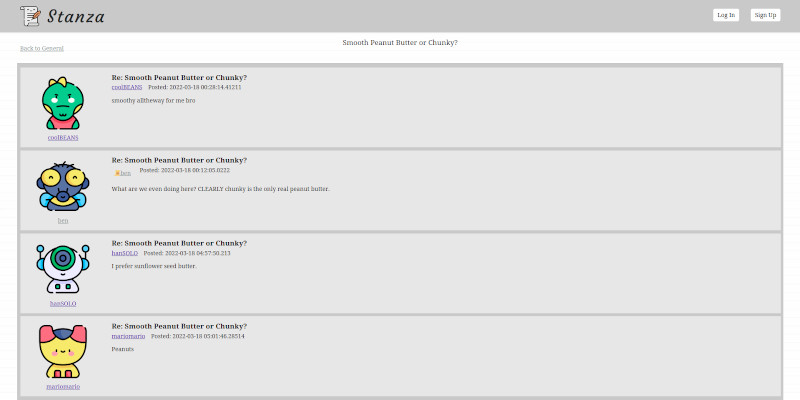 Stanza
Log In
Sign Up
Smooth Peanut Butter or Chunky?
Back to General
Re: Smooth Peanut Butter or Chunky?
coolBEANS Posted: 2022-03-18 00:28:14.41211
smoothy alltheway for me bro
coolBEANS
Re: Smooth Peanut Butter or Chunky?
ben Posted: 2022-03-18 00:12:05.0222
What are we even doing here? CLEARLY chunky is the only real peanut butter.
ben
Re: Smooth Peanut Butter or Chunky?
hanSOLO Posted: 2022-03-18 04:57:50.213
I prefer sunflower seed butter.
hanSOLO
Re: Smooth Peanut Butter or Chunky?
mariomario Posted: 2022-03-18 05:01:46.28514
Peanuts
mariomario